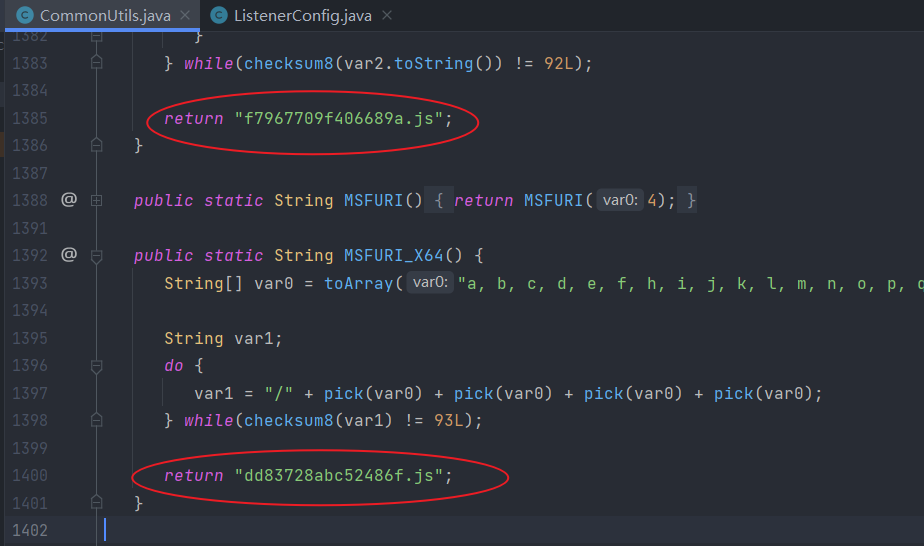 CommonUtils.java ListenerConfig.java
1382 }
1383 } while(checksum8(var2.toString()) != 92L);
1384
1385 return "f7967709f406689a.js";
1386 }
1387
1388 @ public static String MSFURI() { return MSFURI( var0: 4); }
1391
1392 @ public static String MSFURI_X64() {
1393 String[] var0 = toArray( var0: "a, b, c, d, e, f, h, i, j, k, l, m, n, o, p, q
1394
1395 String var1;
1396 do {
1397 var1 = "/" + pick(var0) + pick(var0) + pick(var0) + pick(var0);
1398 } while(checksum8(var1) != 93L);
1399
1400 return "dd83728abc52486f.js";
1401 }
1402